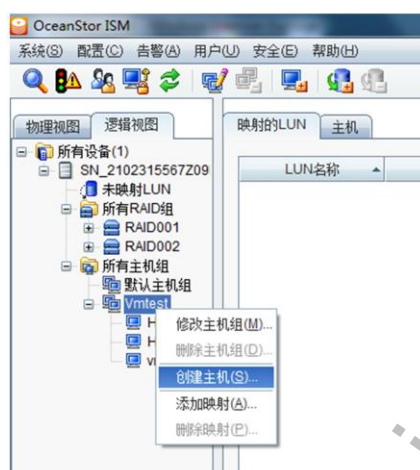 OceanStor ISM
系统(S) 配置(C) 告警(A) 用户(U) 安全(E) 帮助(H)
物理视图 逻辑视图
映射的LUN 主机
所有设备(1)
SN_2102315567Z09
LUN名称
未映射LUN
所有RAID组
RAID001
RAID002
所有主机组
默认主机组
Vmtest
H
H
修改主机组(M)...
删除主机组(D)...
创建主机(S)...
添加映射(A)...
删除映射(P)...